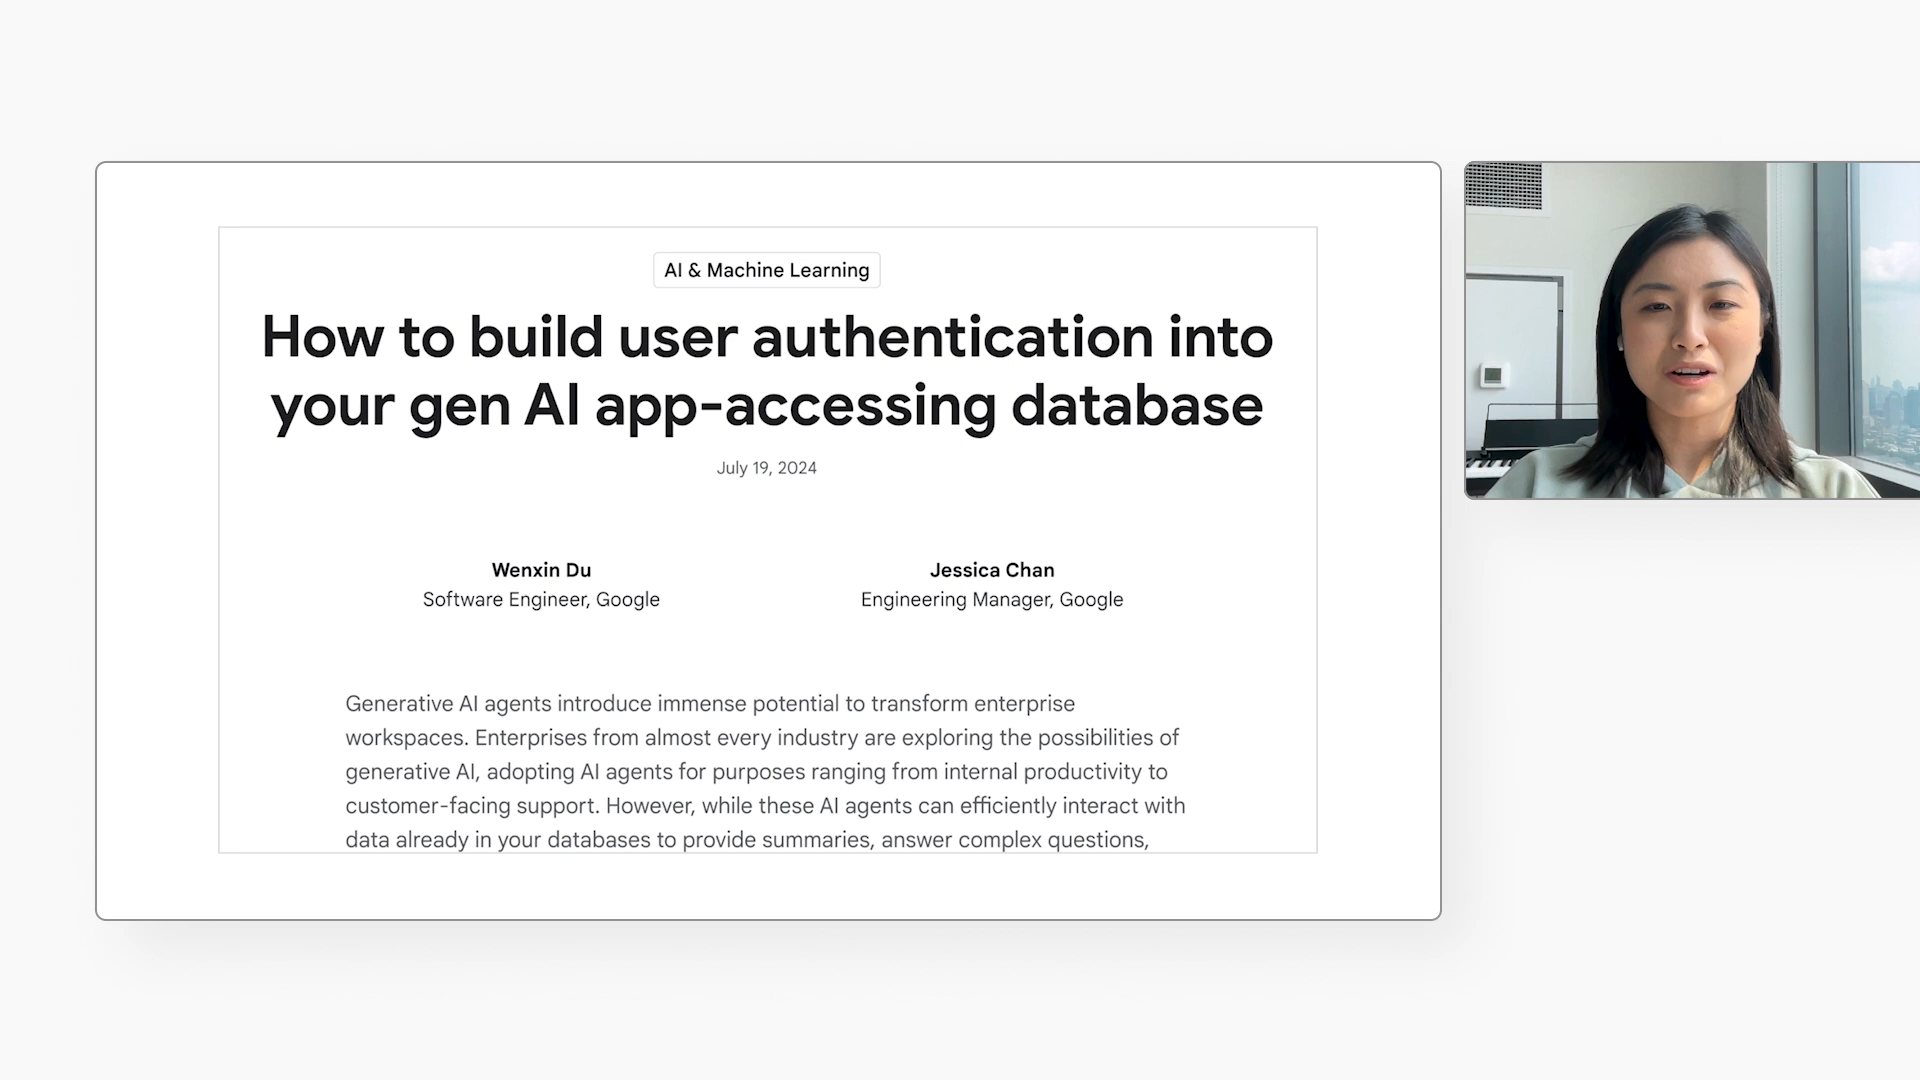 AI & Machine Learning
How to build user authentication into
your gen AI app-accessing database
July 19, 2024
Wenxin Du
Software Engineer, Google
Jessica Chan
Engineering Manager, Google
Generative AI agents introduce immense potential to transform enterprise
workspaces. Enterprises from almost every industry are exploring the possibilities of
generative AI, adopting AI agents for purposes ranging from internal productivity to
customer-facing support. However, while these AI agents can efficiently interact with
data already in your databases to provide summaries, answer complex questions,